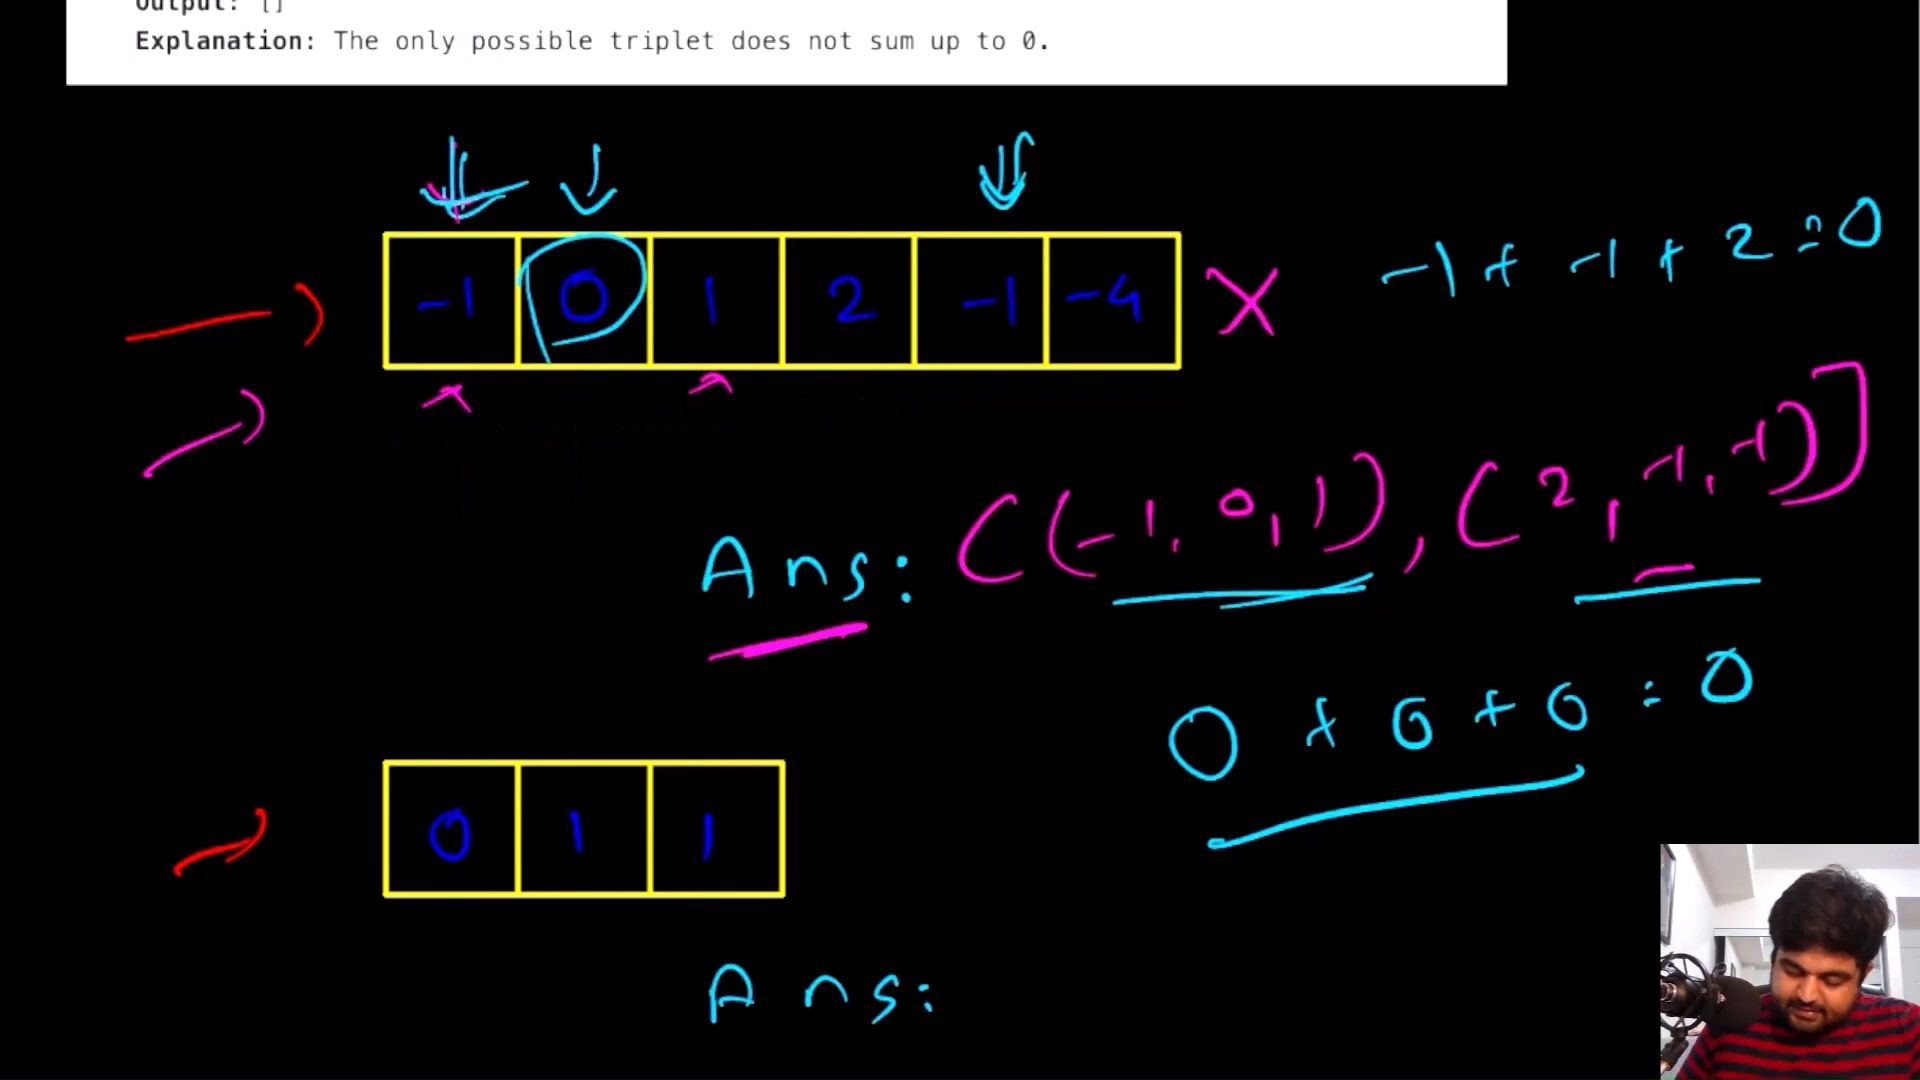 Output: []
Explanation: The only possible triplet does not sum up to 0.
-1 0 1 2 -1 -4 X
-1 + -1 + 2 = 0
Ans: ((-1, 0, 1), (2, -1, -1)]
0 + 0 + 0 = 0
0 1 1
Ans: